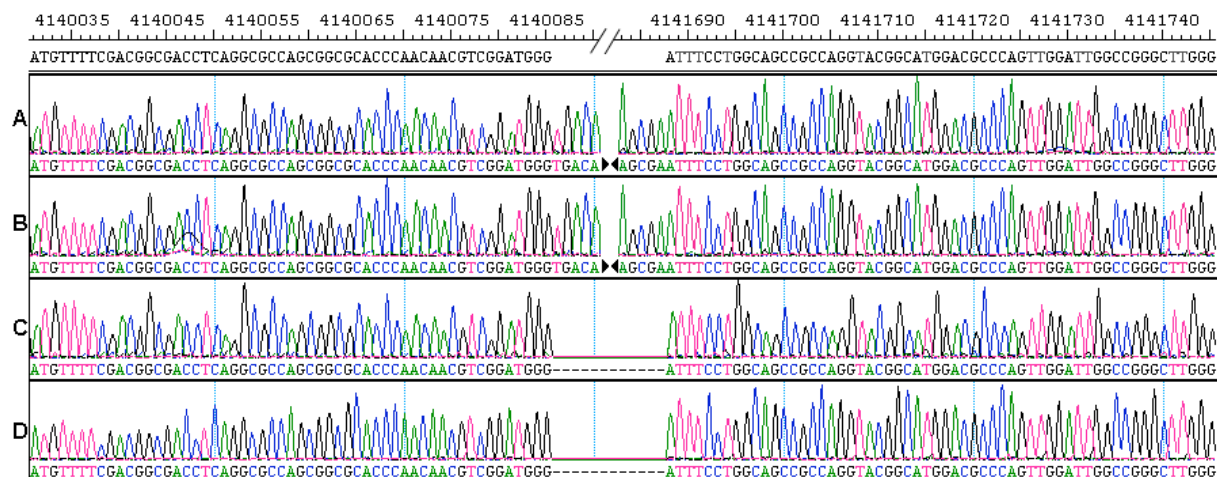 4140035 4140045 4140055 4140065 4140075 4140085 4141690 4141700 4141710 4141720 4141730 4141740
ATGTTTTCGACGGCGACCTCAGGCGCCAGCGGCGCACCCAACAACGTCGGATGGG ATTTCCTGGCAGCCGCCAGGTACGGCATGGACGCCCAGTTGGATTGGCCGGGCTTGGG
A
ATGTTTTCGACGGCGACCTCAGGCGCCAGCGGCGCACCCAACAACGTCGGATGGGTGACA AGCGAATTTCCTGGCAGCCGCCAGGTACGGCATGGACGCCCAGTTGGATTGGCCGGGCTTGGG
B
ATGTTTTCGACGGCGACCTCAGGCGCCAGCGGCGCACCCAACAACGTCGGATGGGTGACA AGCGAATTTCCTGGCAGCCGCCAGGTACGGCATGGACGCCCAGTTGGATTGGCCGGGCTTGGG
C
ATGTTTTCGACGGCGACCTCAGGCGCCAGCGGCGCACCCAACAACGTCGGATGGG------------ATTTCCTGGCAGCCGCCAGGTACGGCATGGACGCCCAGTTGGATTGGCCGGGCTTGGG
D
ATGTTTTCGACGGCGACCTCAGGCGCCAGCGGCGCACCCAACAACGTCGGATGGG------------ATTTCCTGGCAGCCGCCAGGTACGGCATGGACGCCCAGTTGGATTGGCCGGGCTTGGG